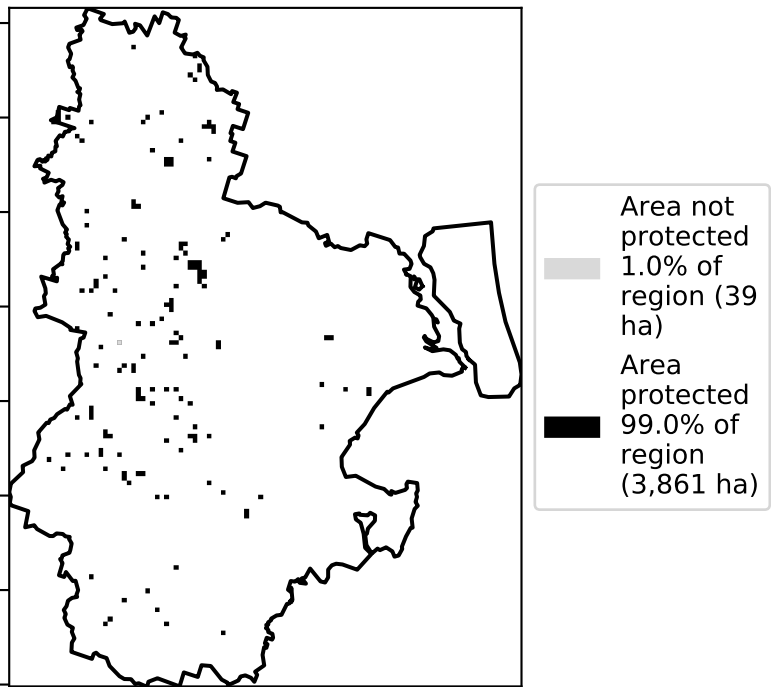 Area not
protected
1.0% of
region (39
ha)
Area
protected
99.0% of
region
(3,861 ha)